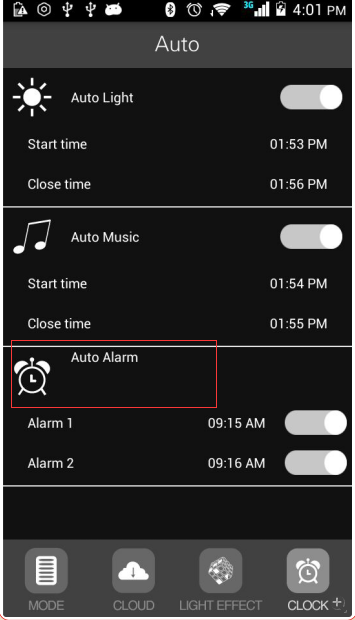 3G 4:01 PM
Auto
Auto Light
Start time 01:53 PM
Close time 01:56 PM
Auto Music
Start time 01:54 PM
Close time 01:55 PM
Auto Alarm
Alarm 1 09:15 AM
Alarm 2 09:16 AM
MODE CLOUD LIGHT EFFECT CLOCK